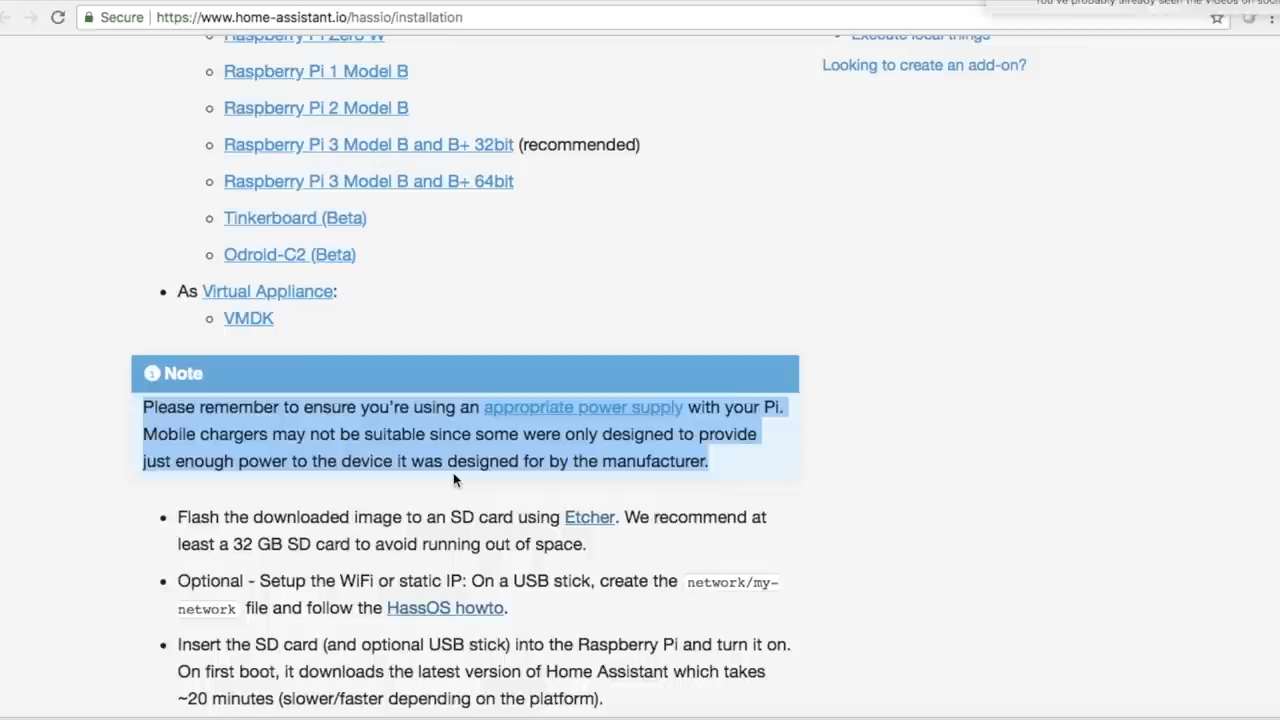 You've probably already seen the videos on
Secure https://www.home-assistant.io/hassio/installation
Raspberry Pi Zero W
Execute local things
Raspberry Pi 1 Model B
Looking to create an add-on?
Raspberry Pi 2 Model B
Raspberry Pi 3 Model B and B+ 32bit (recommended)
Raspberry Pi 3 Model B and B+ 64bit
Tinkerboard (Beta)
Odroid-C2 (Beta)
As Virtual Appliance:
VMDK
Note
Please remember to ensure you’re using an appropriate power supply with your Pi.
Mobile chargers may not be suitable since some were only designed to provide
just enough power to the device it was designed for by the manufacturer.
Flash the downloaded image to an SD card using Etcher. We recommend at
least a 32 GB SD card to avoid running out of space.
Optional - Setup the WiFi or static IP: On a USB stick, create the network/my-
network file and follow the HassOS howto.
Insert the SD card (and optional USB stick) into the Raspberry Pi and turn it on.
On first boot, it downloads the latest version of Home Assistant which takes
~20 minutes (slower/faster depending on the platform).